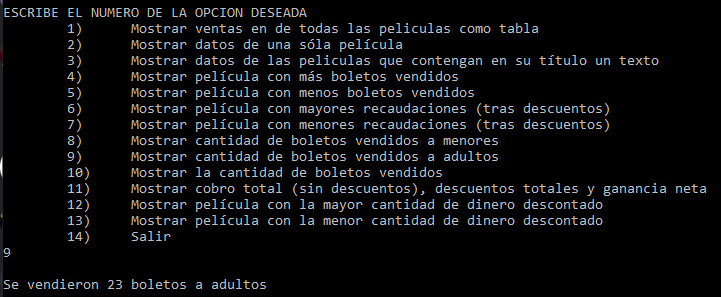 ESCRIBE EL NUMERO DE LA OPCION DESEADA
1) Mostrar ventas en de todas las peliculas como tabla
2) Mostrar datos de una sóla película
3) Mostrar datos de las peliculas que contengan en su título un texto
4) Mostrar película con más boletos vendidos
5) Mostrar película con menos boletos vendidos
6) Mostrar película con mayores recaudaciones (tras descuentos)
7) Mostrar película con menores recaudaciones (tras descuentos)
8) Mostrar cantidad de boletos vendidos a menores
9) Mostrar cantidad de boletos vendidos a adultos
10) Mostrar la cantidad de boletos vendidos
11) Mostrar cobro total (sin descuentos), descuentos totales y ganancia neta
12) Mostrar película con la mayor cantidad de dinero descontado
13) Mostrar película con la menor cantidad de dinero descontado
14) Salir
9
Se vendieron 23 boletos a adultos